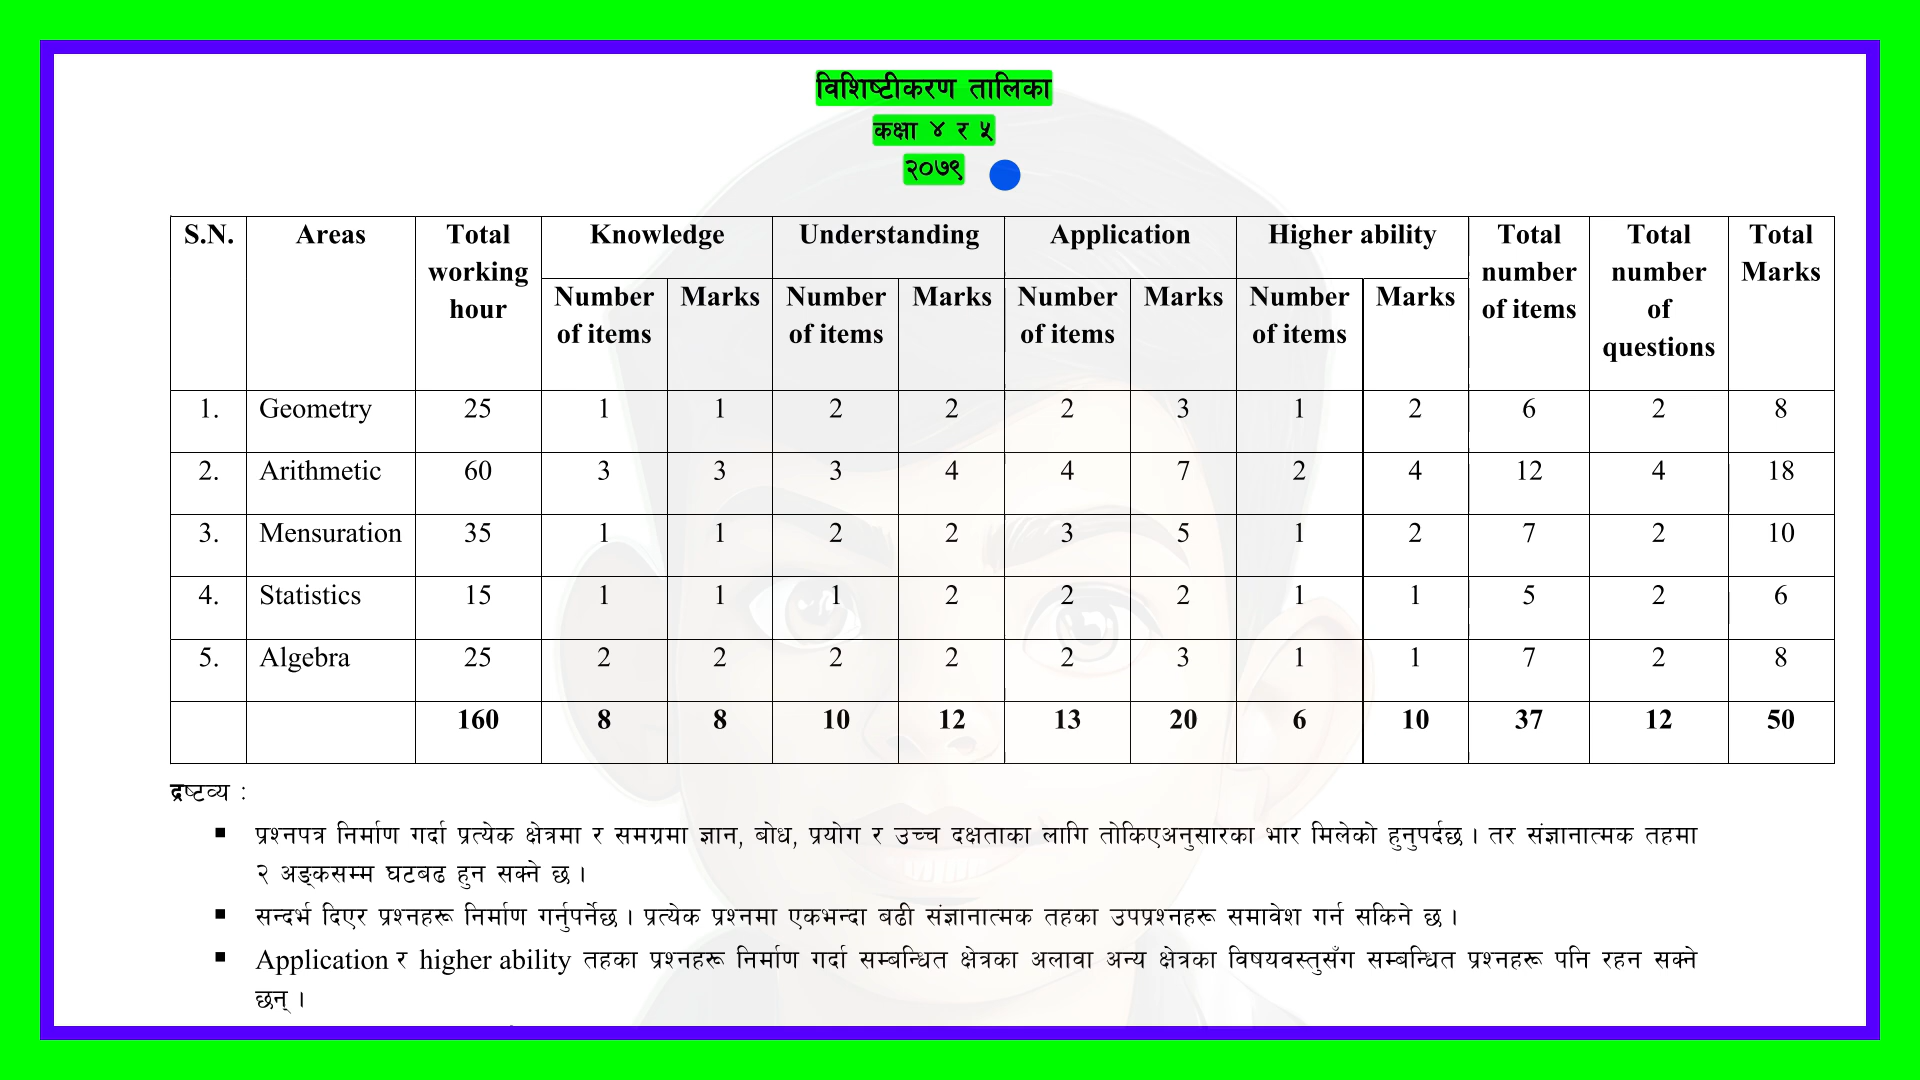 विशिष्टीकरण तालिका
कक्षा ४ र ५
२०७९
S.N. Areas Total working hour Knowledge Understanding Application Higher ability Total number of items Total number of questions Total Marks
Number of items Marks Number of items Marks Number of items Marks Number of items Marks
1. Geometry 25 1 1 2 2 2 3 1 2 6 2 8
2. Arithmetic 60 3 3 3 4 4 7 2 4 12 4 18
3. Mensuration 35 1 1 2 2 3 5 1 2 7 2 10
4. Statistics 15 1 1 1 2 2 2 1 1 5 2 6
5. Algebra 25 2 2 2 2 2 3 1 1 7 2 8
160 8 8 10 12 13 20 6 10 37 12 50
द्रष्टव्य :
▪ प्रश्नपत्र निर्माण गर्दा प्रत्येक क्षेत्रमा र समग्रमा ज्ञान, बोध, प्रयोग र उच्च दक्षताका लागि तोकिएअनुसारका भार मिलेको हुनुपर्दछ । तर संज्ञानात्मक तहमा
२ अङ्कसम्म घटबढ हुन सक्ने छ ।
▪ सन्दर्भ दिएर प्रश्नहरू निर्माण गर्नुपर्नेछ । प्रत्येक प्रश्नमा एकभन्दा बढी संज्ञानात्मक तहका उपप्रश्नहरू समावेश गर्न सकिने छ ।
▪ Application र higher ability तहका प्रश्नहरू निर्माण गर्दा सम्बन्धित क्षेत्रका अलावा अन्य क्षेत्रका विषयवस्तुसँग सम्बन्धित प्रश्नहरू पनि रहन सक्ने
छन् ।